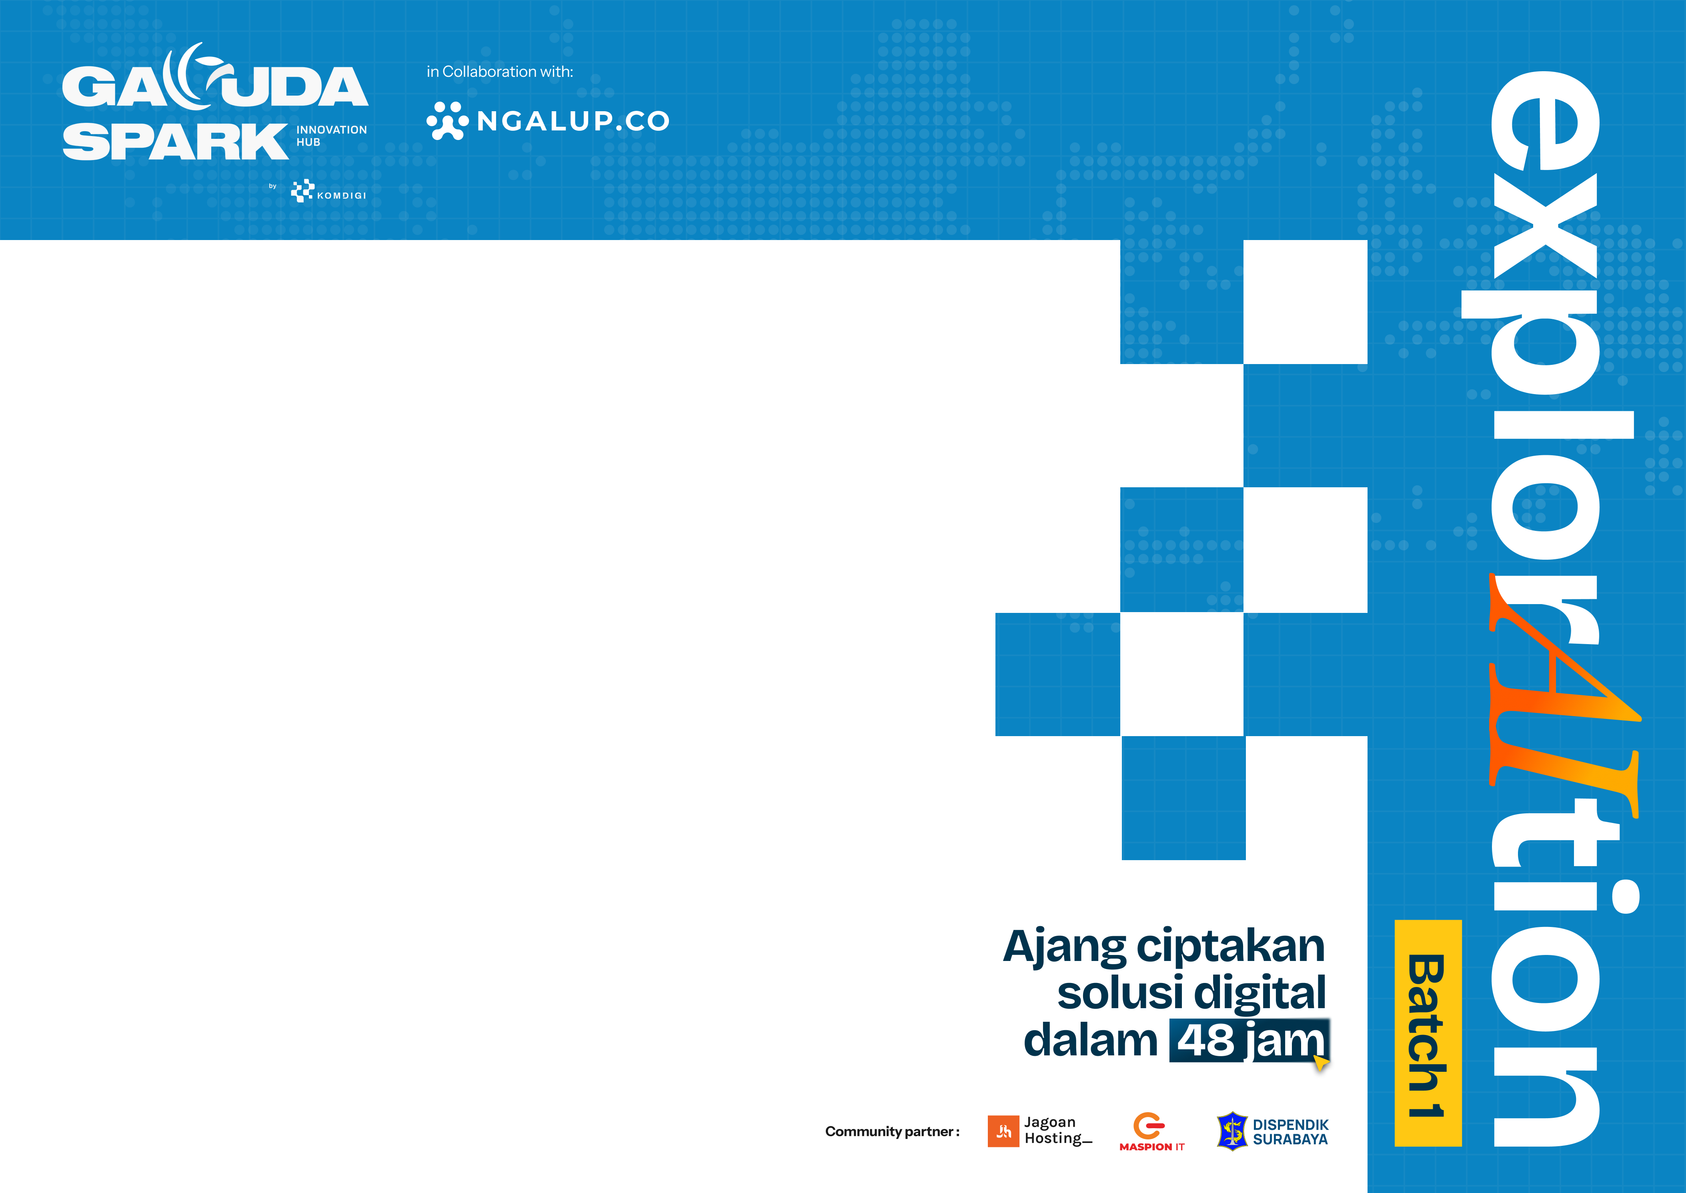 GARUDA
SPARK
INNOVATION
HUB
by KOMDIGI
in Collaboration with:
NGALUP.CO
explorAItion
Batch 1
Ajang ciptakan
solusi digital
dalam 48 jam
Community partner :
Jh
Jagoan
Hosting_
MASPION IT
DISPENDIK
SURABAYA